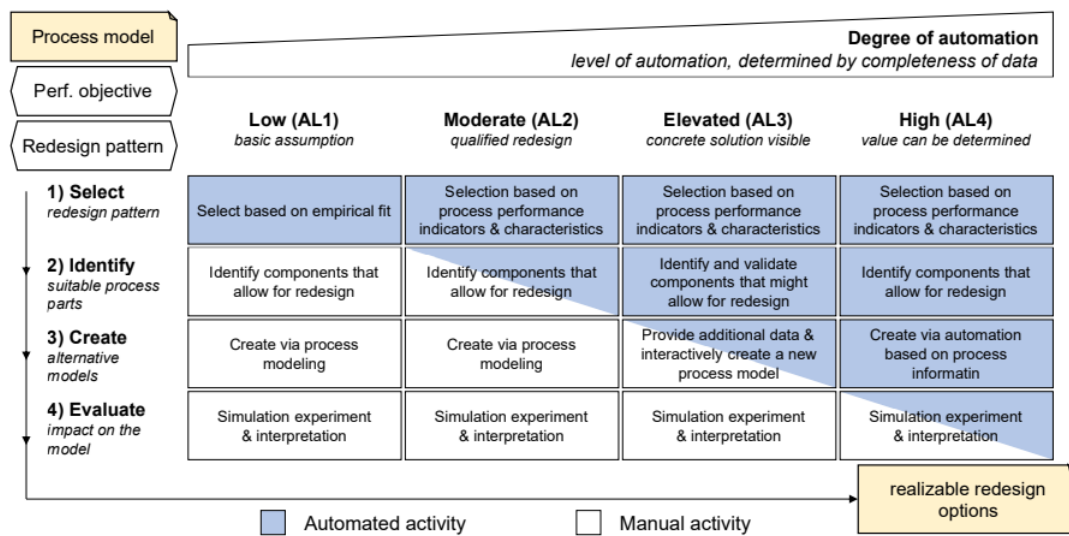 Process model
Perf. objective
Redesign pattern
Degree of automation
level of automation, determined by completeness of data
Low (AL1)
basic assumption
Moderate (AL2)
qualified redesign
Elevated (AL3)
concrete solution visible
High (AL4)
value can be determined
1) Select
redesign pattern
Select based on empirical fit
Selection based on
process performance
indicators & characteristics
Selection based on
process performance
indicators & characteristics
Selection based on
process performance
indicators & characteristics
2) Identify
suitable process
parts
Identify components that
allow for redesign
Identify components that
allow for redesign
Identify and validate
components that might
allow for redesign
Identify components that
allow for redesign
3) Create
alternative
models
Create via process modeling
Create via process
modeling
Provide additional data &
interactively create a new
process model
Create via automation
based on process
informatin
4) Evaluate
impact on the
model
Simulation experiment
& interpretation
Simulation experiment
& interpretation
Simulation experiment
& interpretation
Simulation experiment
& interpretation
realizable redesign
options
Automated activity
Manual activity